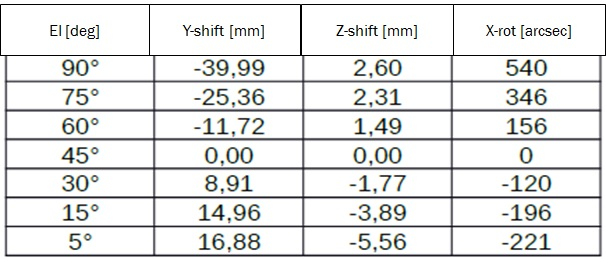 El [deg] Y-shift [mm] Z-shift [mm] X-rot [arcsec]
90° -39,99 2,60 540
75° -25,36 2,31 346
60° -11,72 1,49 156
45° 0,00 0,00 0
30° 8,91 -1,77 -120
15° 14,96 -3,89 -196
5° 16,88 -5,56 -221